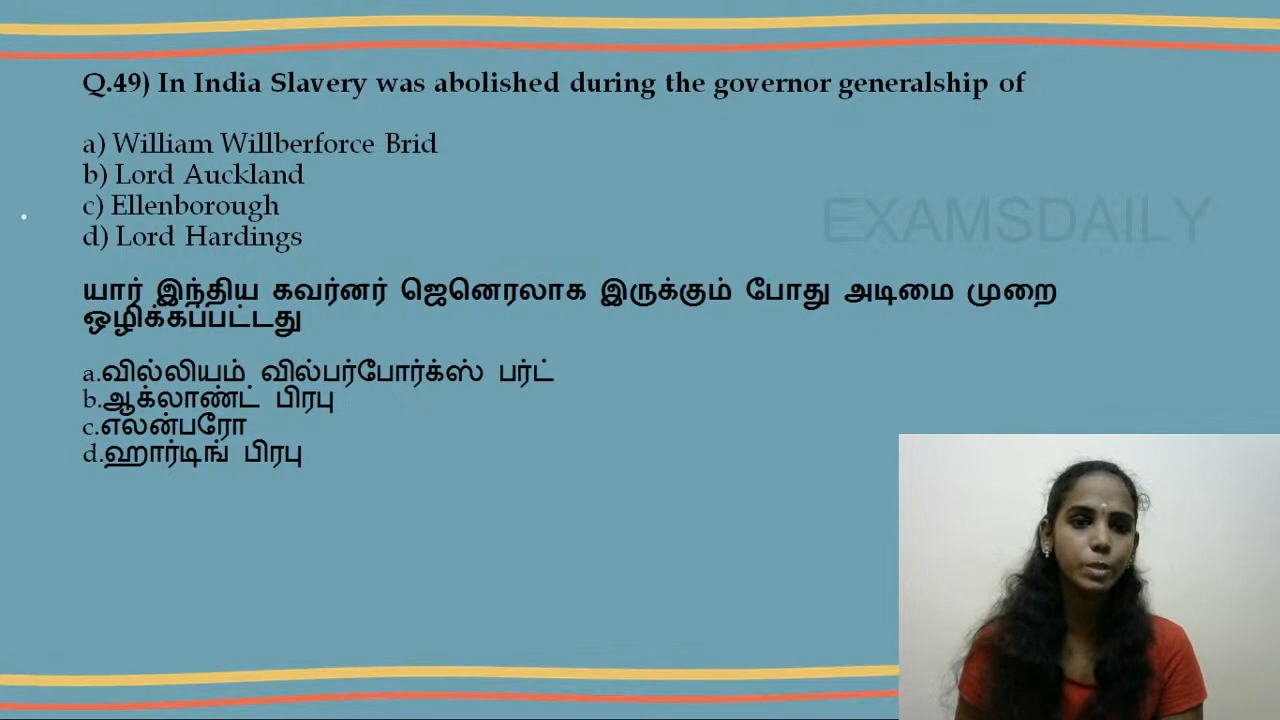 Q.49) In India Slavery was abolished during the governor generalship of
a) William Willberforce Brid
b) Lord Auckland
c) Ellenborough
d) Lord Hardings
EXAMSDAILY
யார் இந்திய கவர்னர் ஜெனெரலாக இருக்கும் போது அடிமை முறை
ஒழிக்கப்பட்டது
a.வில்லியம் வில்பர்போர்க்ஸ் பர்ட்
b.ஆக்லாண்ட் பிரபு
c.எலன்பரோ
d.ஹார்டிங் பிரபு